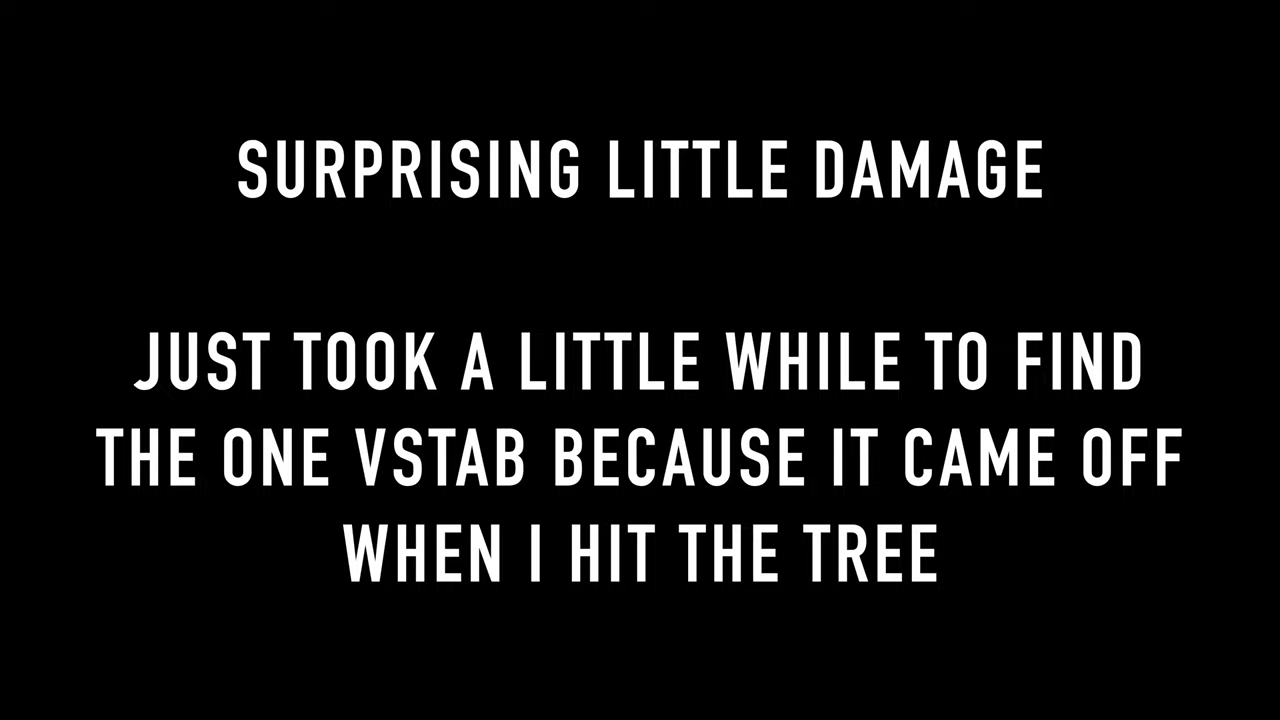 SURPRISING LITTLE DAMAGE
JUST TOOK A LITTLE WHILE TO FIND
THE ONE VSTAB BECAUSE IT CAME OFF
WHEN I HIT THE TREE